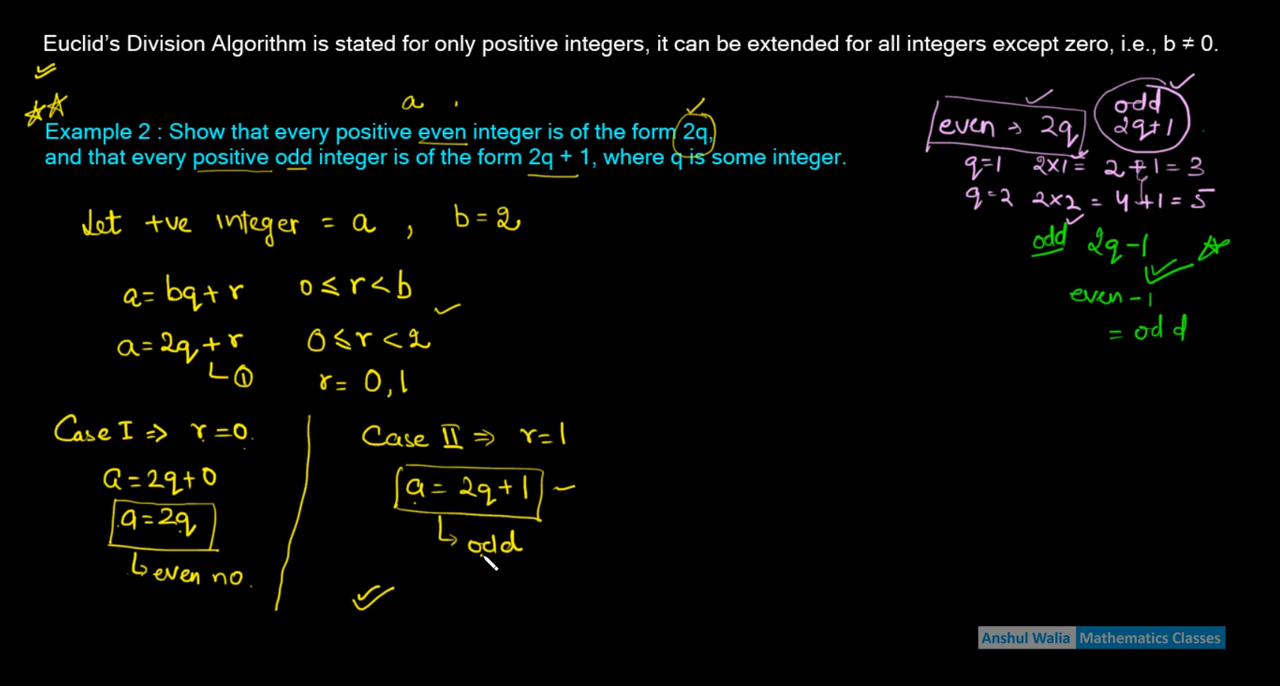 Euclid's Division Algorithm is stated for only positive integers, it can be extended for all integers except zero, i.e., b ≠ 0.
a .
Example 2 : Show that every positive even integer is of the form 2q,
and that every positive odd integer is of the form 2q + 1, where q is some integer.
even → 2q
odd
2q+1
q=1 2×1= 2+1=3
q=2 2×2 = 4+1=5
odd 2q-1
even-1
= odd
Let +ve integer = a , b=2
a=bq+r 0≤r<b
a=2q+r 0≤r<2
①
r= 0,1
Case I ⇒ r=0.
a=2q+0
a=2q
↳ even no.
Case II ⇒ r=1
a= 2q+1
↳ odd
Anshul Walia Mathematics Classes